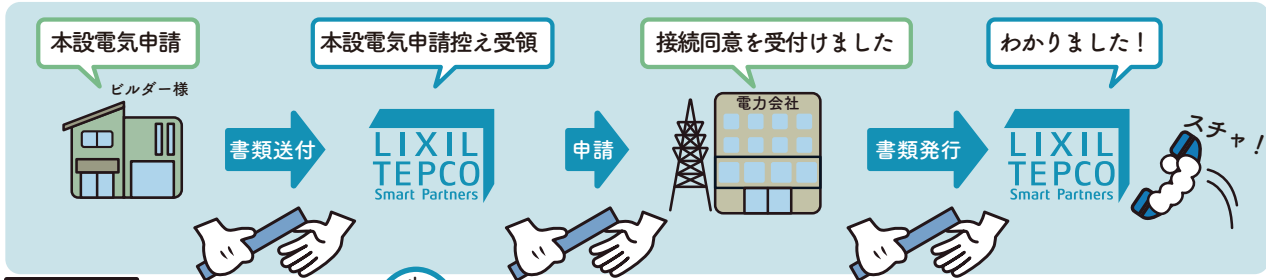 本設電気申請
本設電気申請控え受領
接続同意を受付けました
わかりました！
ビルダー様
電力会社
書類送付
LIXIL
TEPCO
Smart Partners
申請
書類発行
LIXIL
TEPCO
Smart Partners
スチャ！